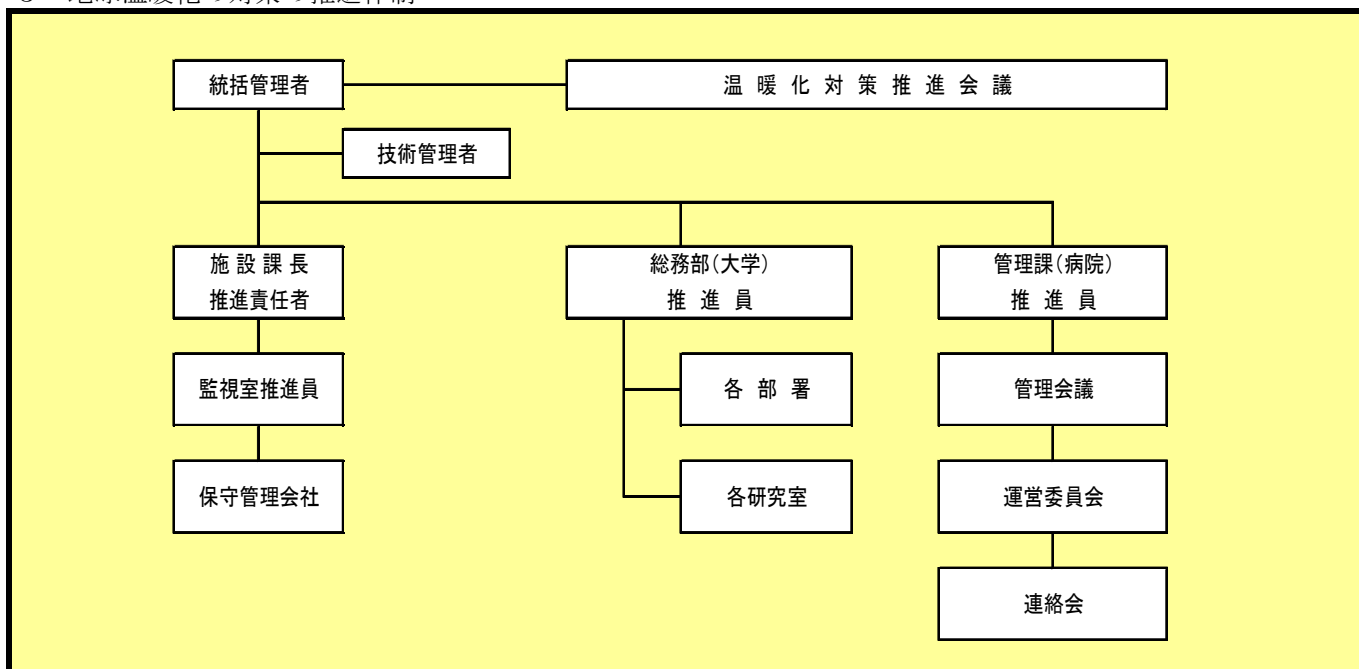 統括管理者
温暖化対策推進会議
技術管理者
施設課長
推進責任者
総務部(大学)
推進員
管理課(病院)
推進員
監視室推進員
各部署
管理会議
保守管理会社
各研究室
運営委員会
連絡会